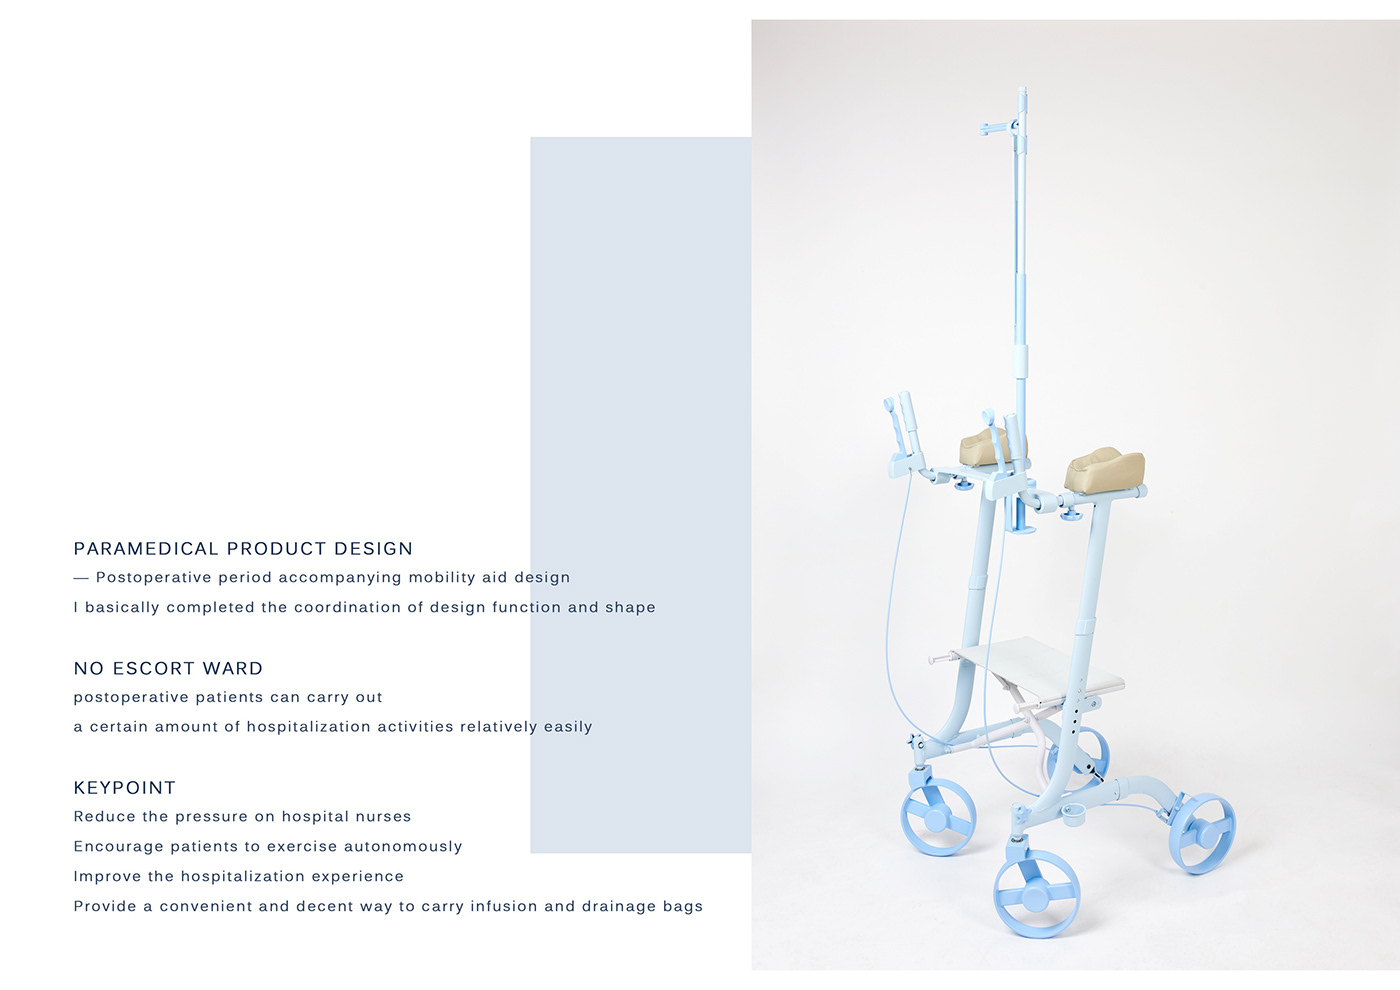 PARAMEDICAL PRODUCT DESIGN
— Postoperative period accompanying mobility aid design
I basically completed the coordination of design function and shape
NO ESCORT WARD
postoperative patients can carry out
a certain amount of hospitalization activities relatively easily
KEYPOINT
Reduce the pressure on hospital nurses
Encourage patients to exercise autonomously
Improve the hospitalization experience
Provide a convenient and decent way to carry infusion and drainage bags